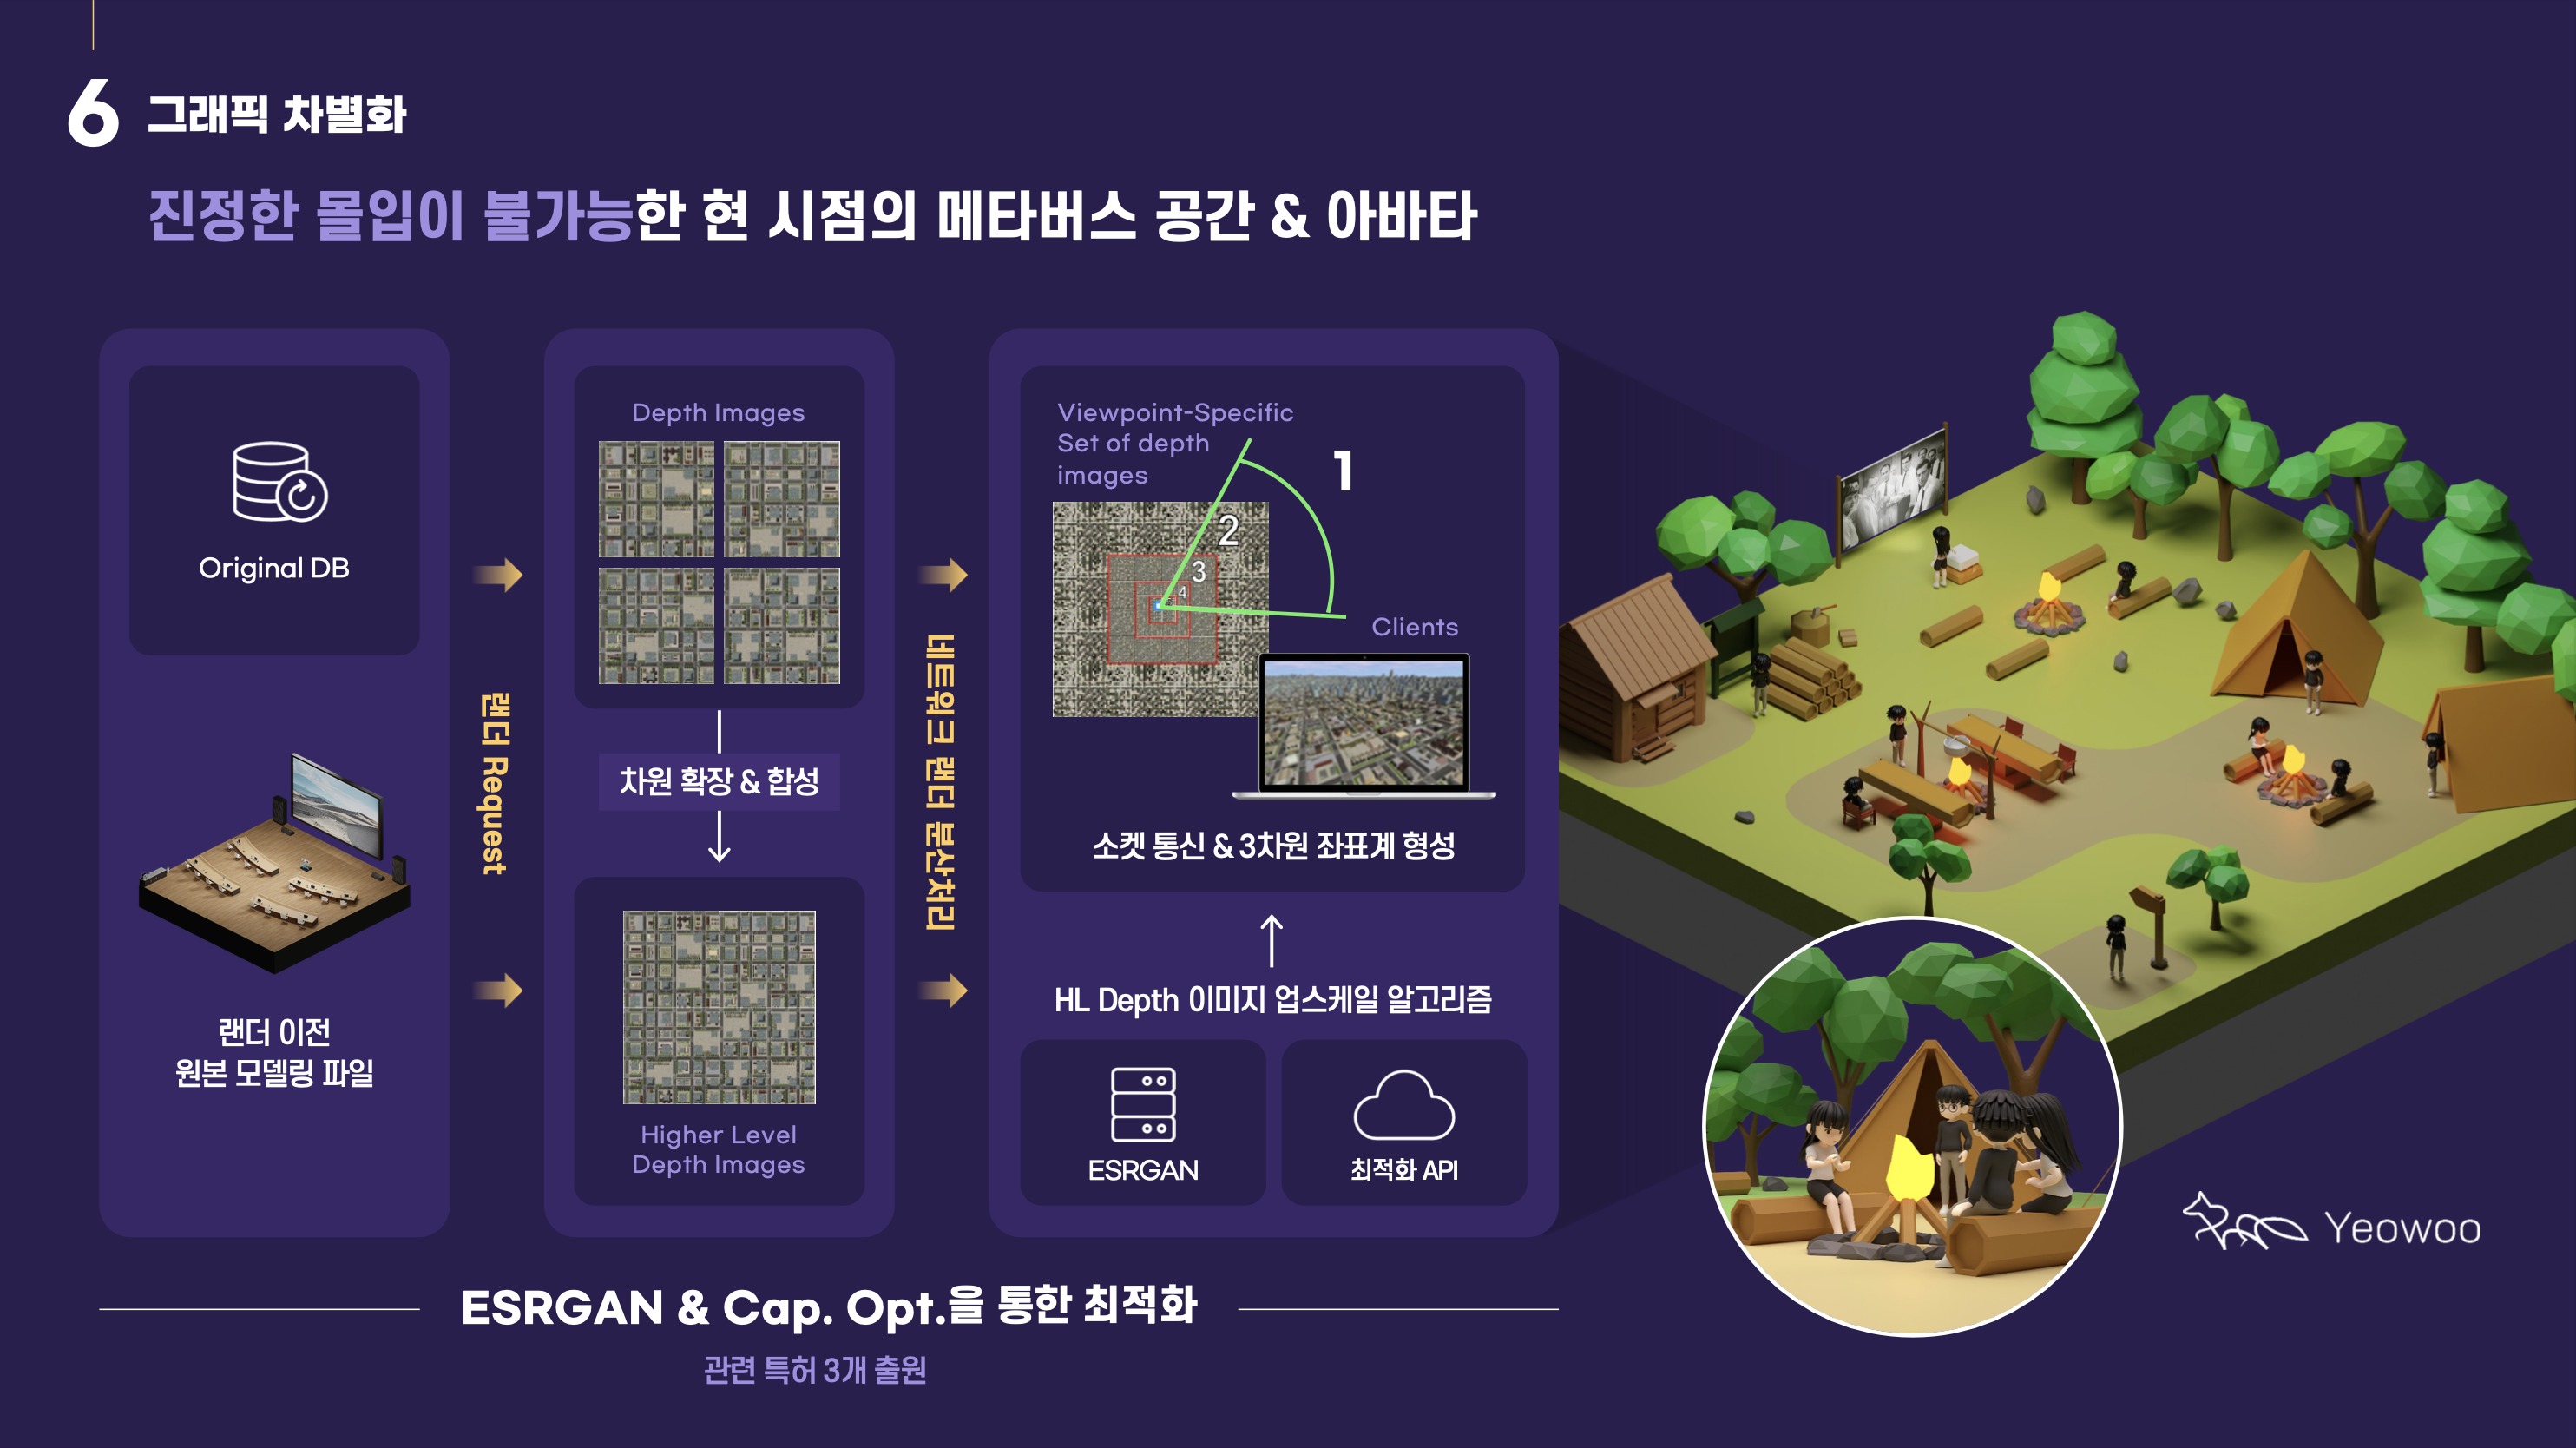 6 그래픽 차별화
진정한 몰입이 불가능한 현 시점의 메타버스 공간 & 아바타
Original DB
랜더 이전
원본 모델링 파일
랜더 Request
Depth Images
차원 확장 & 합성
Higher Level
Depth Images
네트워크 랜더 분산처리
Viewpoint-Specific
Set of depth
images
1
2
3
4
Clients
소켓 통신 & 3차원 좌표계 형성
HL Depth 이미지 업스케일 알고리즘
ESRGAN
최적화 API
ESRGAN & Cap. Opt.을 통한 최적화
관련 특허 3개 출원
Yeowoo